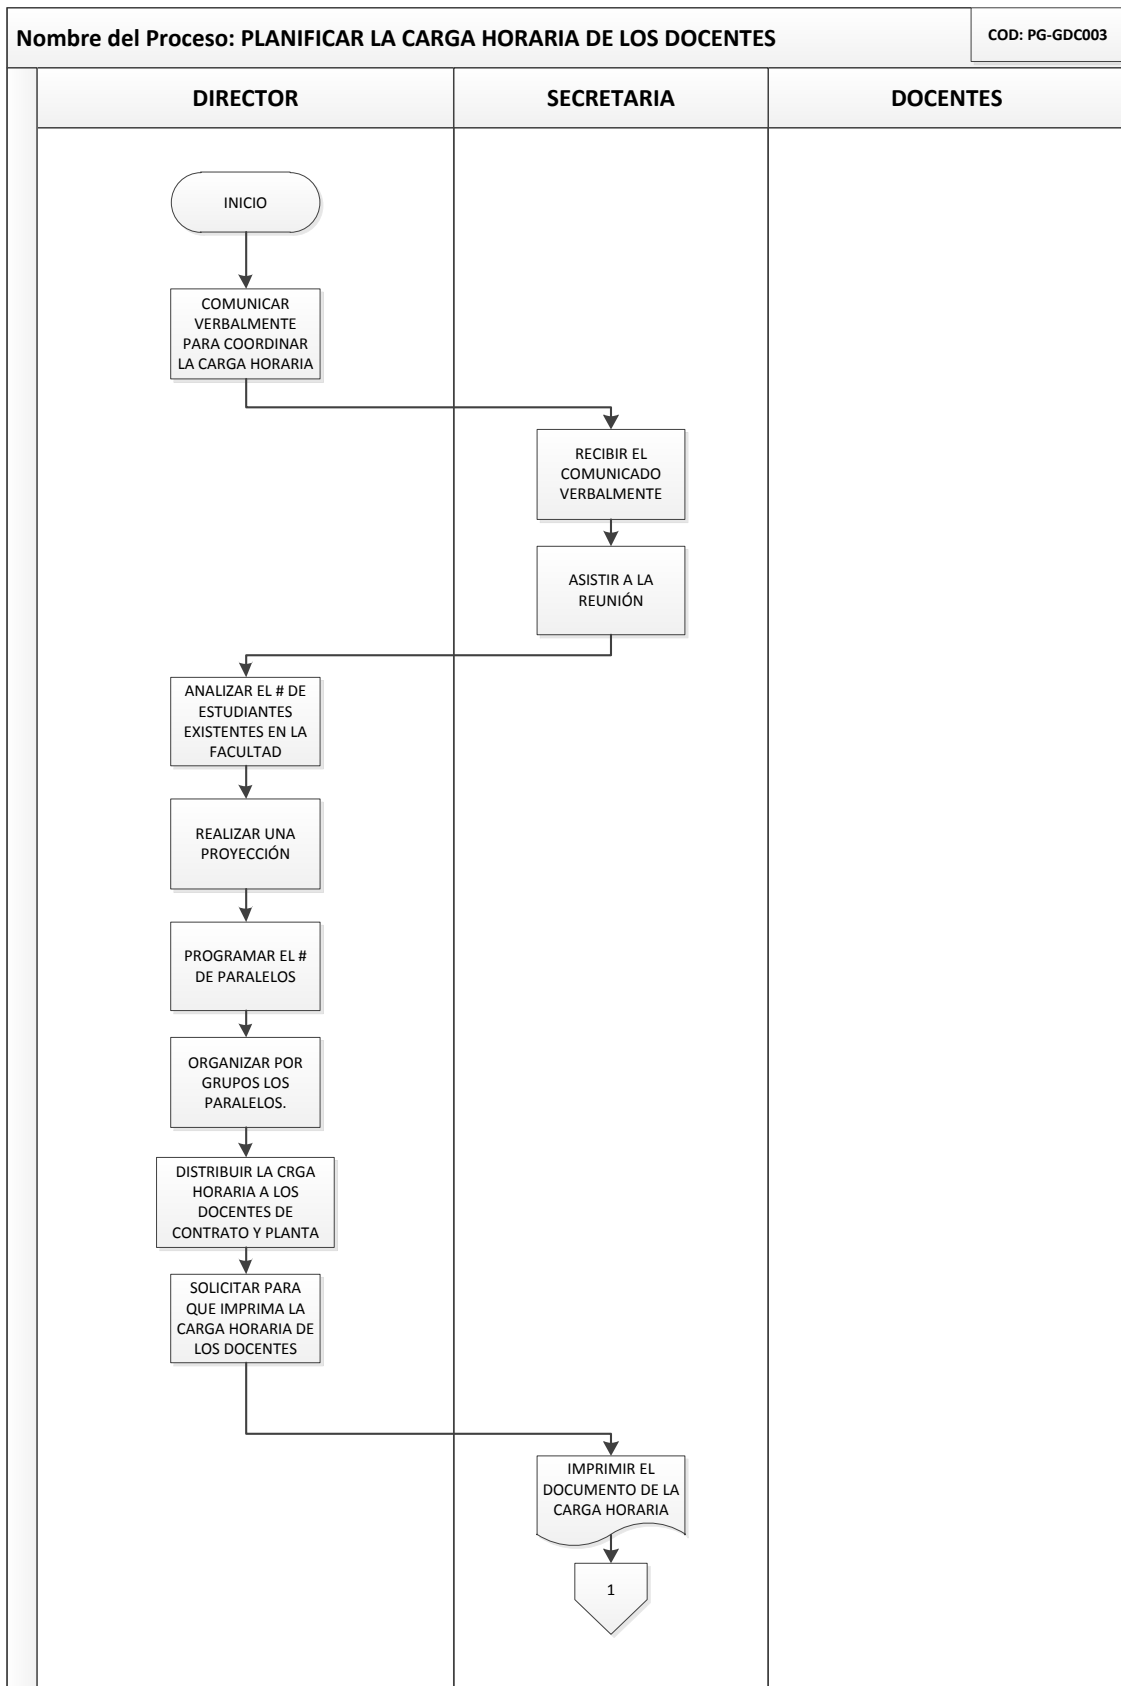 Nombre del Proceso: PLANIFICAR LA CARGA HORARIA DE LOS DOCENTES
COD: PG-GDC003
DIRECTOR
SECRETARIA
DOCENTES
INICIO
COMUNICAR
VERBALMENTE
PARA COORDINAR
LA CARGA HORARIA
RECIBIR EL
COMUNICADO
VERBALMENTE
ASISTIR A LA
REUNIÓN
ANALIZAR EL # DE
ESTUDIANTES
EXISTENTES EN LA
FACULTAD
REALIZAR UNA
PROYECCIÓN
PROGRAMAR EL #
DE PARALELOS
ORGANIZAR POR
GRUPOS LOS
PARALELOS.
DISTRIBUIR LA CRGA
HORARIA A LOS
DOCENTES DE
CONTRATO Y PLANTA
SOLICITAR PARA
QUE IMPRIMA LA
CARGA HORARIA DE
LOS DOCENTES
IMPRIMIR EL
DOCUMENTO DE LA
CARGA HORARIA
1